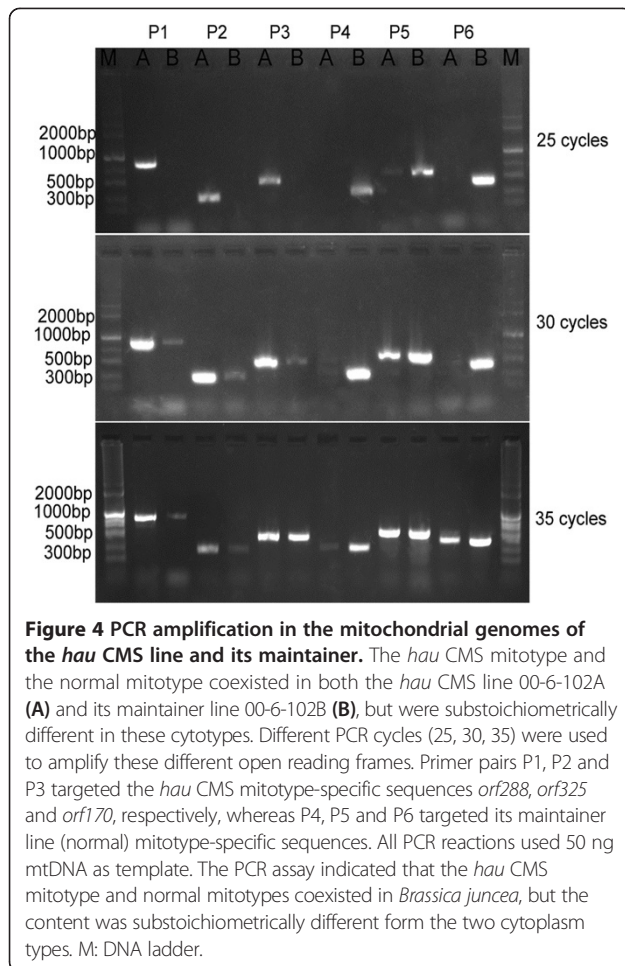 P1 P2 P3 P4 P5 P6
M A B A B A B A B A B A B M
2000bp
1000bp
500bp
300bp
25 cycles
2000bp
1000bp
500bp
300bp
30 cycles
2000bp
1000bp
500bp
300bp
35 cycles
Figure 4 PCR amplification in the mitochondrial genomes of
the hau CMS line and its maintainer. The hau CMS mitotype and
the normal mitotype coexisted in both the hau CMS line 00-6-102A
(A) and its maintainer line 00-6-102B (B), but were substoichiometrically
different in these cytotypes. Different PCR cycles (25, 30, 35) were used
to amplify these different open reading frames. Primer pairs P1, P2 and
P3 targeted the hau CMS mitotype-specific sequences orf288, orf325
and orf170, respectively, whereas P4, P5 and P6 targeted its maintainer
line (normal) mitotype-specific sequences. All PCR reactions used 50 ng
mtDNA as template. The PCR assay indicated that the hau CMS
mitotype and normal mitotypes coexisted in Brassica juncea, but the
content was substoichiometrically different form the two cytoplasm
types. M: DNA ladder.